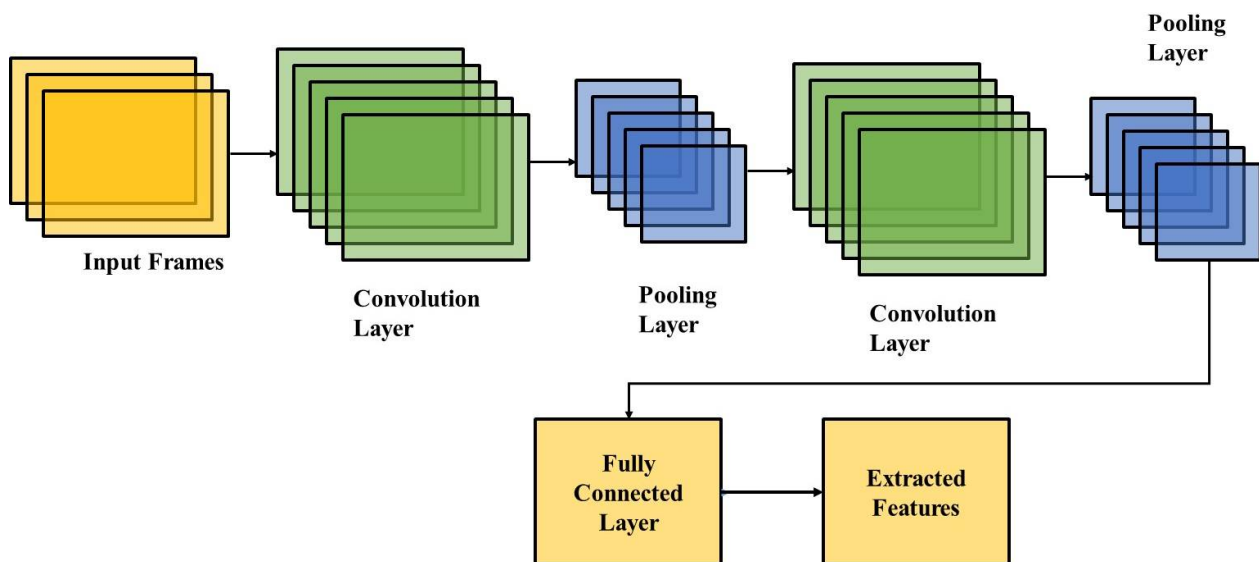 Input Frames
Convolution
Layer
Pooling
Layer
Convolution
Layer
Pooling
Layer
Fully
Connected
Layer
Extracted
Features